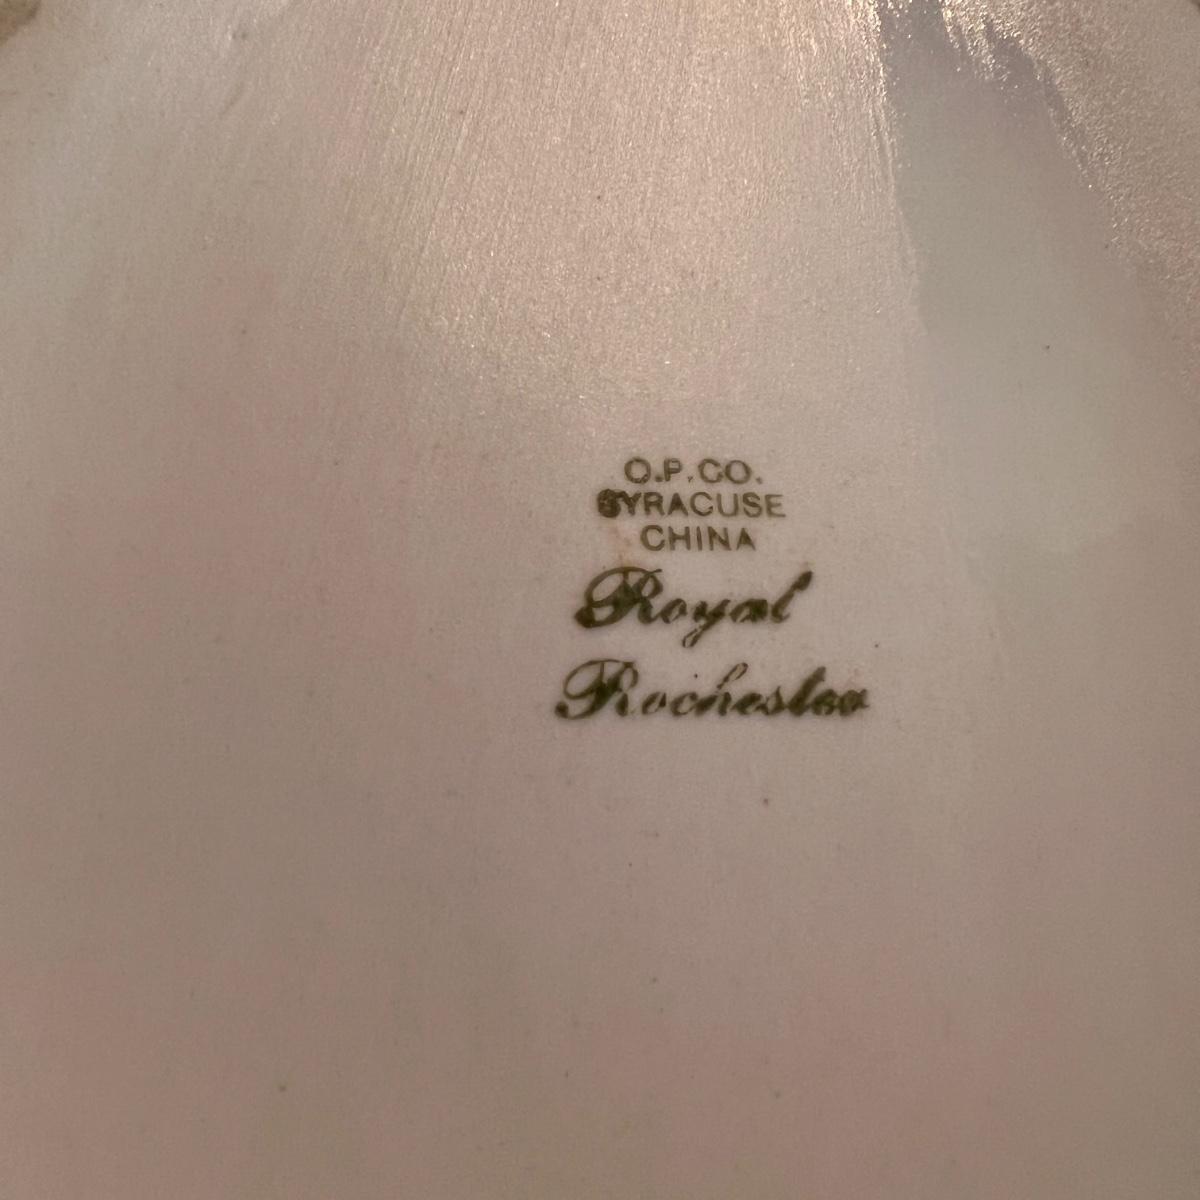 O.P.CO.
SYRACUSE
CHINA
Royal
Rochester